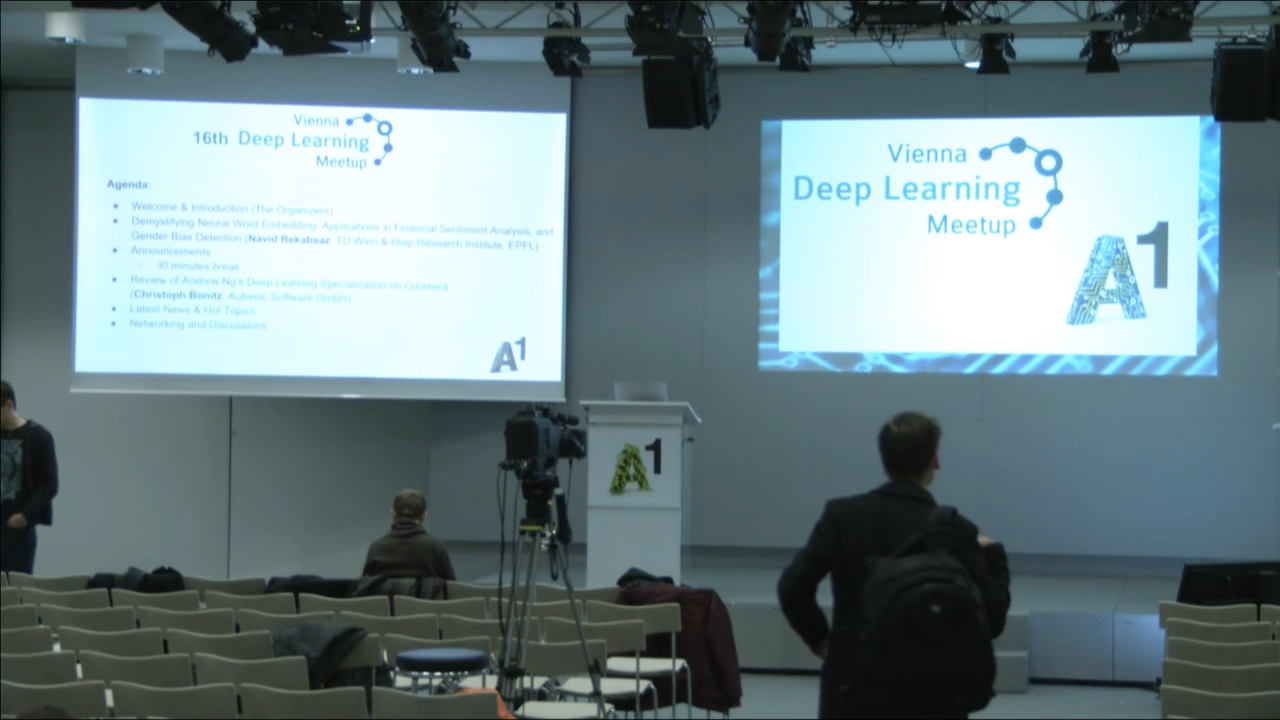 Vienna
16th Deep Learning
Meetup
Agenda:
Welcome & Introduction (The Organizers)
Demystifying Neural Word Embedding: Applications in Financial Sentiment Analysis, and
Gender Bias Detection (Navid Rekabsaz, TU Wien & Idiap Research Institute, EPFL)
Announcements
30 minutes break
Review of Andrew Ng's Deep Learning Specialization on Coursera
(Christoph Bonitz, Automic Software GmbH)
Latest News & Hot Topics
Networking and Discussions
A1
Vienna
Deep Learning
Meetup
A1
A1